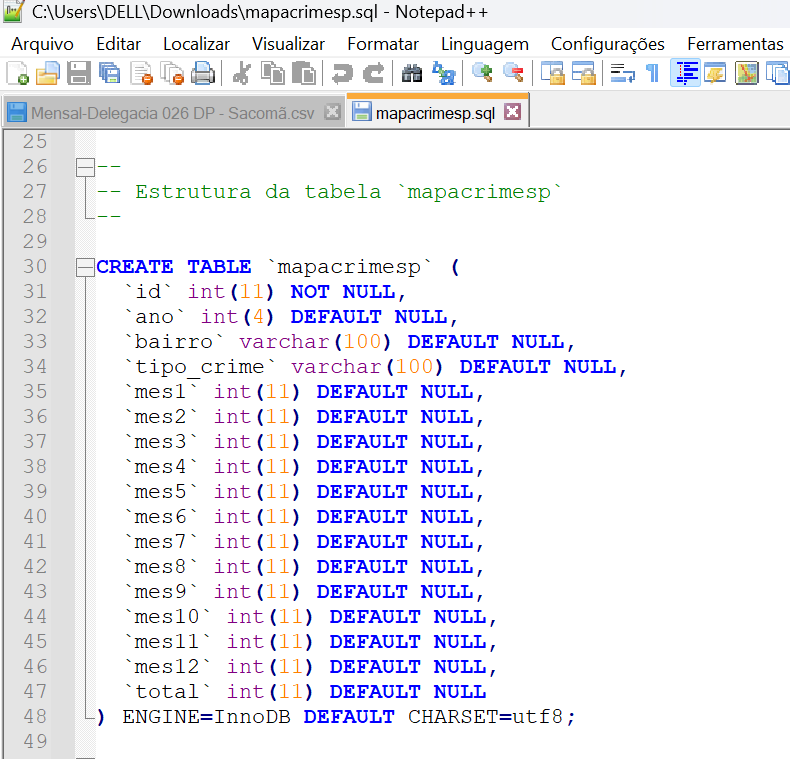 C:\Users\DELL\Downloads\mapacrimesp.sql - Notepad++
Arquivo Editar Localizar Visualizar Formatar Linguagem Configurações Ferramentas
Mensal-Delegacia 026 DP - Sacomã.csv mapacrimesp.sql
25
26 --
27 -- Estrutura da tabela `mapacrimesp`
28 --
29
30 CREATE TABLE `mapacrimesp` (
31 `id` int(11) NOT NULL,
32 `ano` int(4) DEFAULT NULL,
33 `bairro` varchar(100) DEFAULT NULL,
34 `tipo_crime` varchar(100) DEFAULT NULL,
35 `mes1` int(11) DEFAULT NULL,
36 `mes2` int(11) DEFAULT NULL,
37 `mes3` int(11) DEFAULT NULL,
38 `mes4` int(11) DEFAULT NULL,
39 `mes5` int(11) DEFAULT NULL,
40 `mes6` int(11) DEFAULT NULL,
41 `mes7` int(11) DEFAULT NULL,
42 `mes8` int(11) DEFAULT NULL,
43 `mes9` int(11) DEFAULT NULL,
44 `mes10` int(11) DEFAULT NULL,
45 `mes11` int(11) DEFAULT NULL,
46 `mes12` int(11) DEFAULT NULL,
47 `total` int(11) DEFAULT NULL
48 ) ENGINE=InnoDB DEFAULT CHARSET=utf8;
49